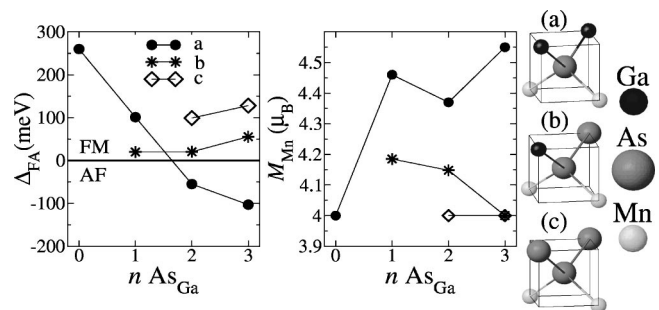 300
200
100
0
-100
-200
Δ_FA (meV)
a
b
c
FM
AF
0 1 2 3
n As_Ga
4.5
4.4
4.3
4.2
4.1
4
3.9
M_Mn (μ_B)
0 1 2 3
n As_Ga
(a)
Ga
(b)
As
(c)
Mn